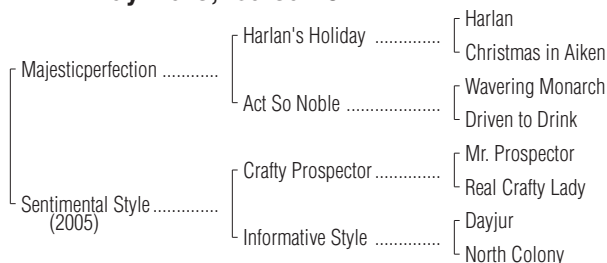 Harlan
Harlan's Holiday ..............
Christmas in Aiken
Majesticperfection ............
Wavering Monarch
Act So Noble ....................
Driven to Drink
Mr. Prospector
Crafty Prospector ..............
Real Crafty Lady
Sentimental Style ..............
(2005)
Dayjur
Informative Style ...............
North Colony